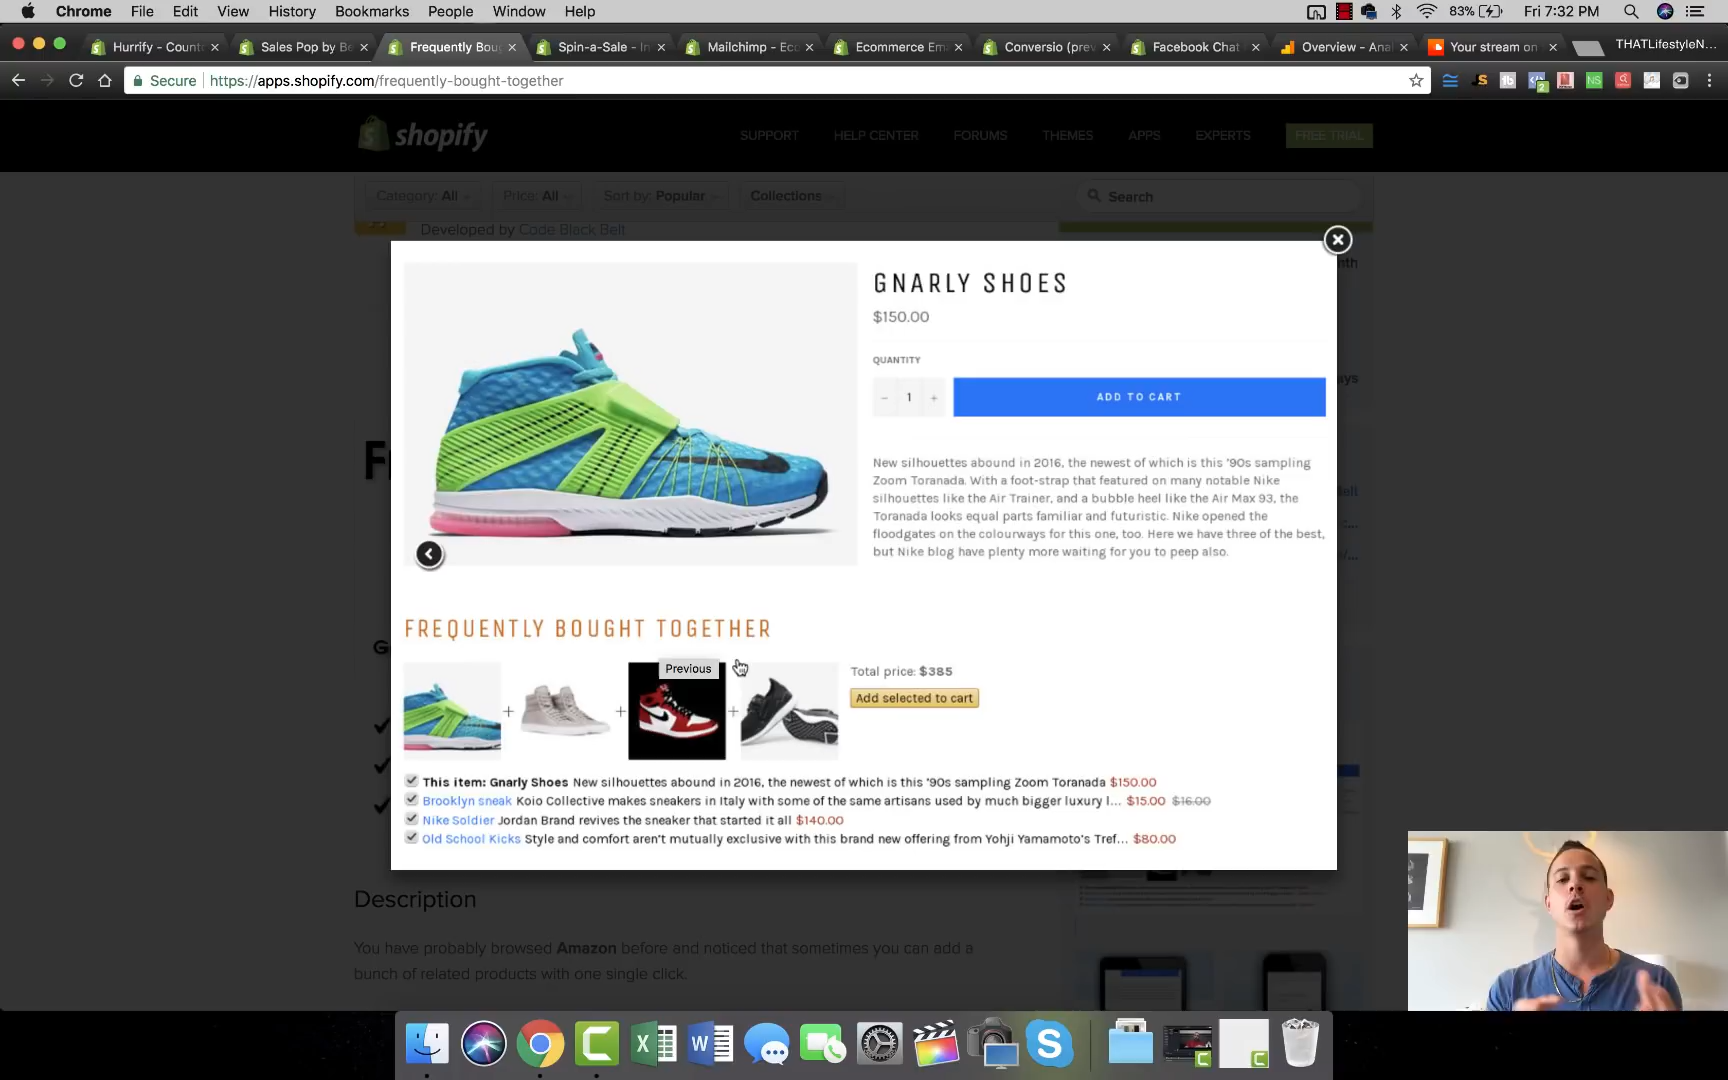 Chrome File Edit View History Bookmarks People Window Help 83% Fri 7:32 PM
Hurrify - Count Sales Pop by Be Frequently Boug Spin-a-Sale - In Mailchimp - Eco Ecommerce Ema Conversio (prev Facebook Chat Overview - Anal Your stream on THATLifestyleN...
Secure https://apps.shopify.com/frequently-bought-together
shopify SUPPORT HELP CENTER FORUMS THEMES APPS EXPERTS FREE TRIAL
Category: All Price: All Sort by: Popular Collections Search
Developed by Code Black Belt
GNARLY SHOES
$150.00
QUANTITY
- 1 + ADD TO CART
New silhouettes abound in 2016, the newest of which is this '90s sampling
Zoom Toranada. With a foot-strap that featured on many notable Nike
silhouettes like the Air Trainer, and a bubble heel like the Air Max 93, the
Toranada looks equal parts familiar and futuristic. Nike opened the
floodgates on the colourways for this one, too. Here we have three of the best,
but Nike blog have plenty more waiting for you to peep also.
FREQUENTLY BOUGHT TOGETHER
Previous
Total price: $385
Add selected to cart
+ + +
This item: Gnarly Shoes New silhouettes abound in 2016, the newest of which is this '90s sampling Zoom Toranada $150.00
Brooklyn sneak Koio Collective makes sneakers in Italy with some of the same artisans used by much bigger luxury l... $15.00 $16.00
Nike Soldier Jordan Brand revives the sneaker that started it all $140.00
Old School Kicks Style and comfort aren't mutually exclusive with this brand new offering from Yohji Yamamoto's Tref... $80.00
Description
You have probably browsed Amazon before and noticed that sometimes you can add a
bunch of related products with one single click.